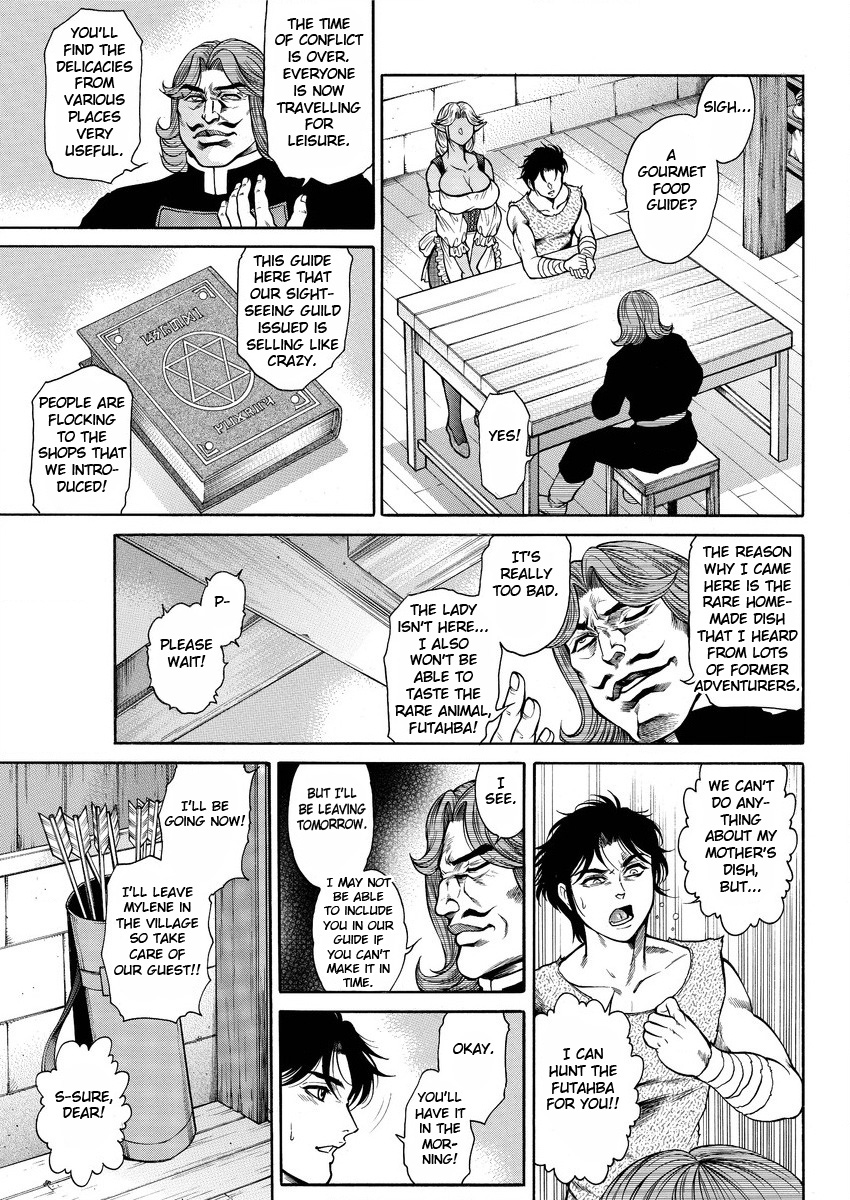 SIGH...
A
GOURMET
FOOD
GUIDE?
YES!
THE TIME
OF CONFLICT
IS OVER.
EVERYONE
IS NOW
TRAVELLING
FOR
LEISURE.
YOU'LL
FIND THE
DELICACIES
FROM
VARIOUS
PLACES
VERY
USEFUL.
THIS GUIDE
HERE THAT
OUR SIGHT-
SEEING GUILD
ISSUED IS
SELLING LIKE
CRAZY.
PEOPLE ARE
FLOCKING
TO THE
SHOPS THAT
WE INTRO-
DUCED!
THE REASON
WHY I CAME
HERE IS THE
RARE HOME-
MADE DISH
THAT I HEARD
FROM LOTS
OF FORMER
ADVENTURERS.
IT'S
REALLY
TOO BAD.
THE LADY
ISN'T HERE...
I ALSO
WON'T BE
ABLE TO
TASTE THE
RARE ANIMAL,
FUTAHBA!
P-
PLEASE
WAIT!
WE CAN'T
DO ANY-
THING
ABOUT MY
MOTHER'S
DISH,
BUT...
I CAN
HUNT THE
FUTAHBA
FOR YOU!!
I
SEE.
BUT I'LL
BE LEAVING
TOMORROW.
I MAY NOT
BE ABLE
TO INCLUDE
YOU IN OUR
GUIDE IF
YOU CAN'T
MAKE IT IN
TIME.
OKAY.
YOU'LL
HAVE IT
IN THE
MOR-
NING!
I'LL BE
GOING NOW!
I'LL LEAVE
MYLENE IN
THE VILLAGE
SO TAKE
CARE OF
OUR GUEST!!
S-SURE,
DEAR!